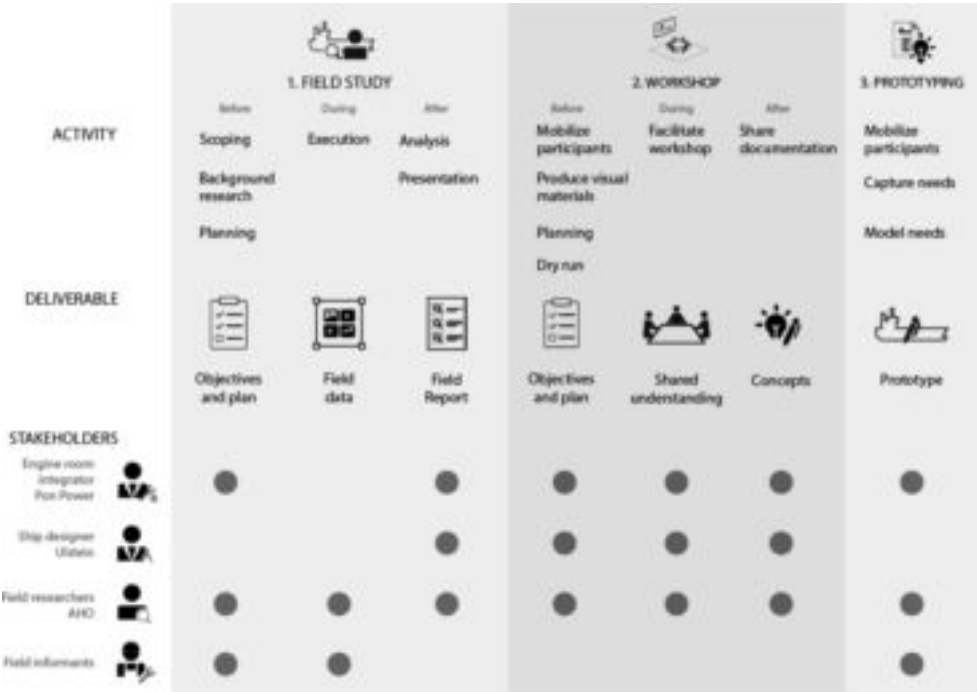 1. FIELD STUDY
2. WORKSHOP
3. PROTOTYPING
Before
During
After
Before
During
After
ACTIVITY
Scoping
Execution
Analysis
Mobilize
participants
Facilitate
workshop
Share
documentation
Mobilize
participants
Background
research
Presentation
Produce visual
materials
Capture needs
Planning
Planning
Model needs
Dry run
DELIVERABLE
Objectives
and plan
Field
data
Field
Report
Objectives
and plan
Shared
understanding
Concepts
Prototype
STAKEHOLDERS
Engine room
integrator
Pon Power
Ship designer
Ulstein
Field researchers
AHO
Field informants